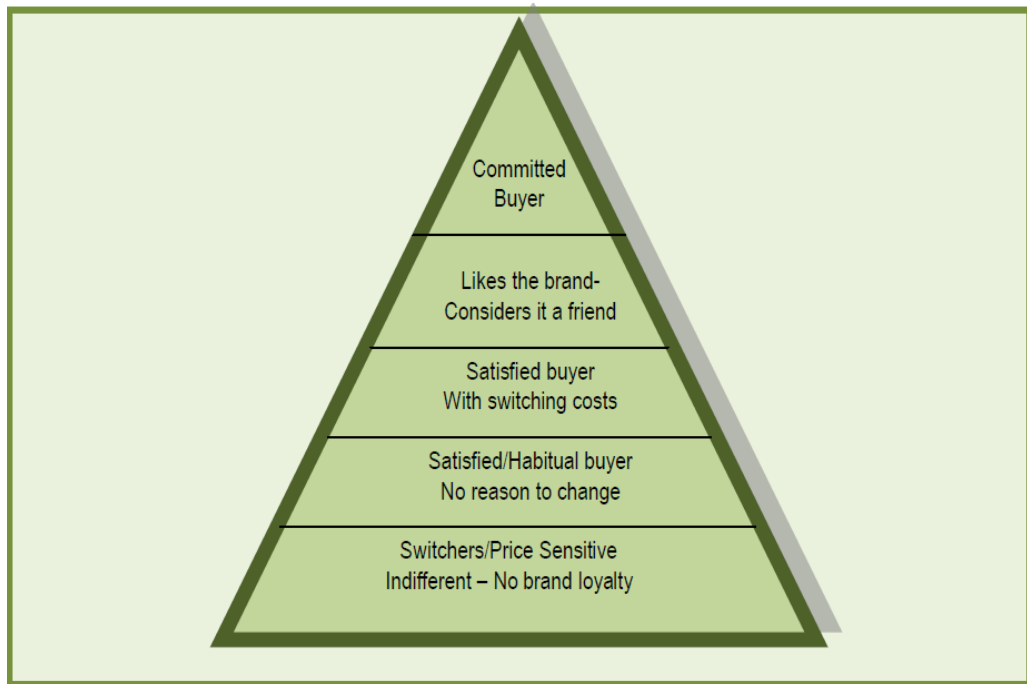 Committed
Buyer
Likes the brand-
Considers it a friend
Satisfied buyer
With switching costs
Satisfied/Habitual buyer
No reason to change
Switchers/Price Sensitive
Indifferent – No brand loyalty